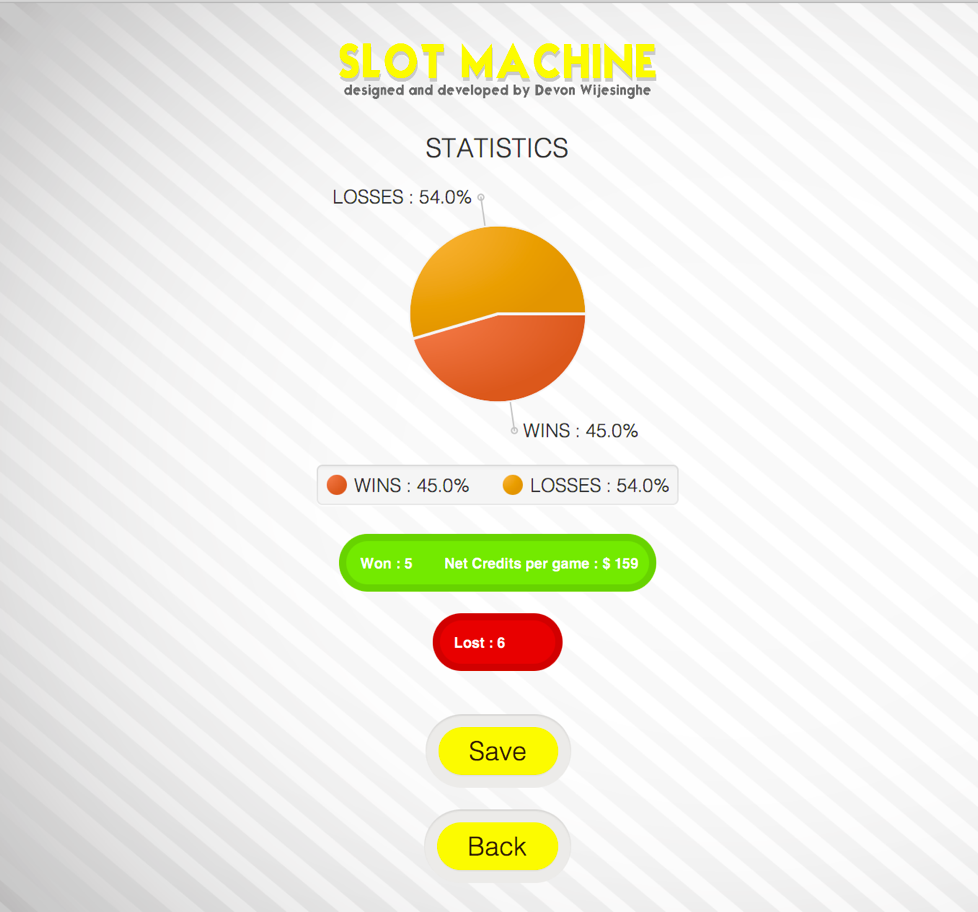 SLOT MACHINE
designed and developed by Devon Wijesinghe
STATISTICS
LOSSES : 54.0%
WINS : 45.0%
WINS : 45.0% LOSSES : 54.0%
Won : 5 Net Credits per game : $ 159
Lost : 6
Save
Back